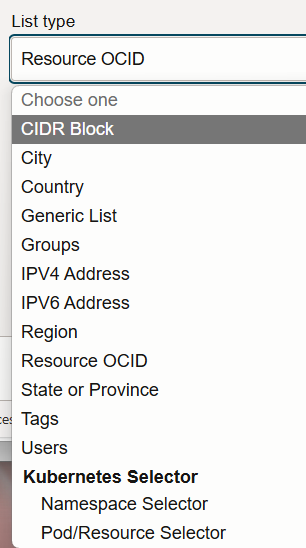 List type
Resource OCID
Choose one
CIDR Block
City
Country
Generic List
Groups
IPV4 Address
IPV6 Address
Region
Resource OCID
State or Province
Tags
Users
Kubernetes Selector
Namespace Selector
Pod/Resource Selector